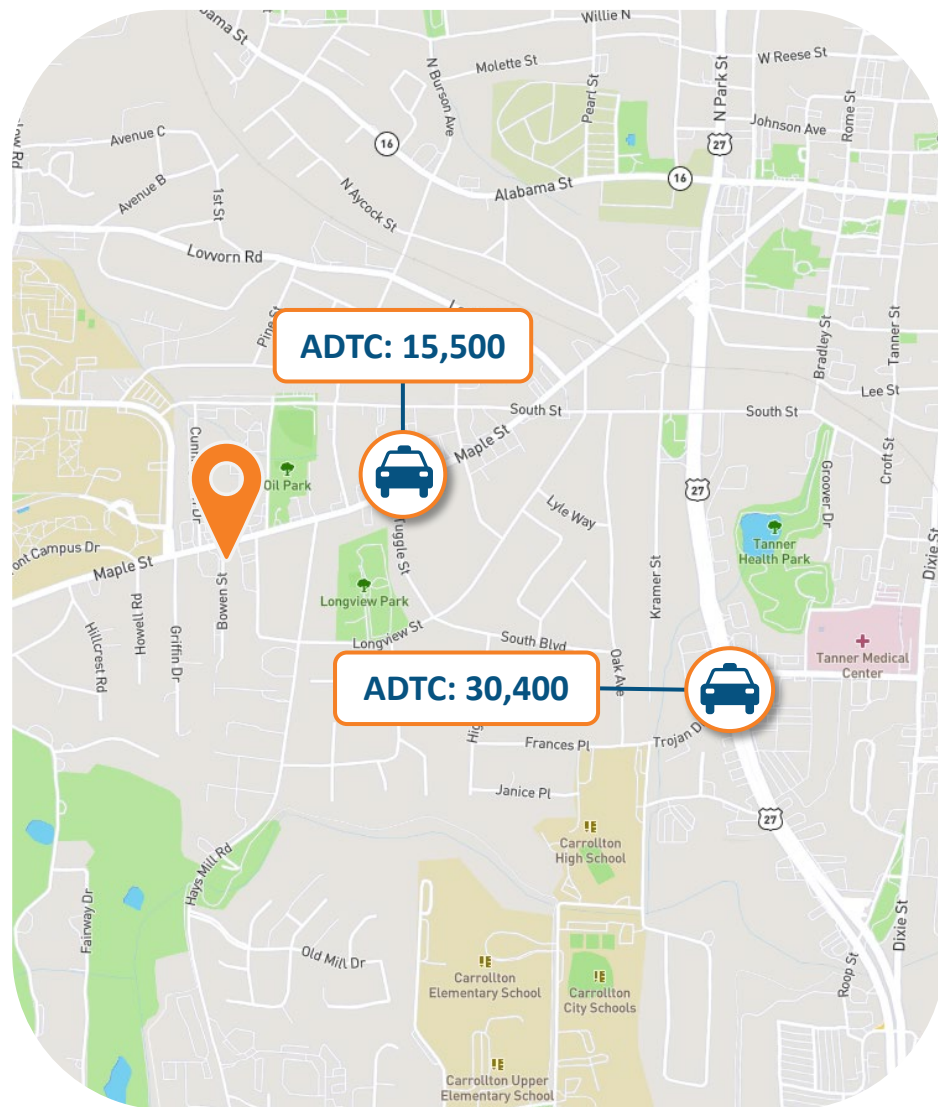 Willie N
bama St
W Reese St
Molette St
N Burson Ave
Pearl St
N Park St
Rome St
Johnson Ave
Avenue C
16
27
16
Alabama St
Avenue B
1st St
N Aycock St
Lovvorn Rd
Pine St
ADTC: 15,500
Bradley St
Tanner St
Lee St
South St
South St
Maple St
Croft St
Oil Park
27
Groover Dr
Lyle Way
Tanner
Health Park
ont Campus Dr
Maple St
Tuggle St
Dixie St
Kramer St
Bowen St
Longview Park
Howell Rd
Hillcrest Rd
Griffin Dr
Longview St
South Blvd
Oak Ave
Tanner Medical
Center
ADTC: 30,400
Frances Pl
Trojan D
Janice Pl
27
Carrollton
High School
Hays Mill Rd
Fairway Dr
Old Mill Dr
Dixie St
Roop St
Carrollton
Elementary School
Carrollton
City Schools
Carrollton Upper
Elementary School